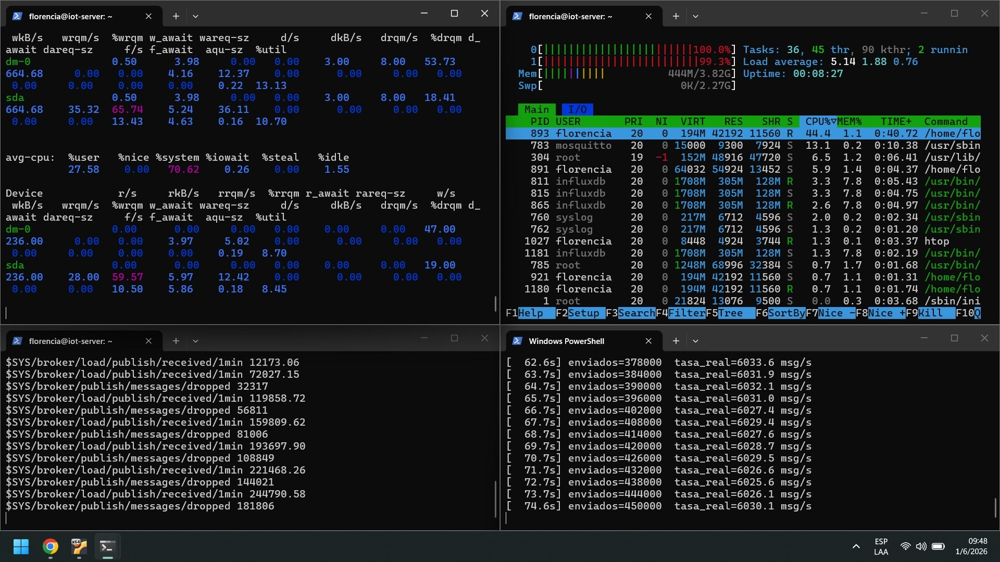 florencia@iot-server: ~
 wkB/s   wrqm/s  %wrqm w_await wareq-sz     d/s     dkB/s   drqm/s  %drqm d_
await dareq-sz     f/s f_await  aqu-sz  %util
dm-0             0.50      3.98     0.00   0.00    3.00     8.00   53.73
664.68     0.00   0.00    4.16    12.37    0.00      0.00     0.00   0.00
 0.00     0.00   0.00    0.00    0.22  13.13
sda              0.50      3.98     0.00   0.00    3.00     8.00   18.41
664.68    35.32  65.74    5.24    36.11    0.00      0.00     0.00   0.00
 0.00     0.00   13.43    4.63    0.16  10.70
avg-cpu:  %user   %nice %system %iowait %steal   %idle
          27.58    0.00   70.62    0.26    0.00    1.55
Device            r/s     rkB/s   rrqm/s  %rrqm r_await rareq-sz     w/s
 wkB/s   wrqm/s  %wrqm w_await wareq-sz     d/s     dkB/s   drqm/s  %drqm d_
await dareq-sz     f/s f_await  aqu-sz  %util
dm-0             0.00      0.00     0.00   0.00    0.00     0.00   47.00
236.00     0.00   0.00    3.97     5.02    0.00      0.00     0.00   0.00
 0.00     0.00   0.00    0.00    0.19   8.70
sda              0.00      0.00     0.00   0.00    0.00     0.00   19.00
236.00    28.00  59.57    5.97    12.42    0.00      0.00     0.00   0.00
 0.00     0.00   10.50    5.86    0.18   8.45
florencia@iot-server: ~
0[||||||||||||||||||||||||100.0%] Tasks: 36, 45 thr, 90 kthr; 2 runnin
1[|||||||||||||||||||||||||99.3%] Load average: 5.14 1.88 0.76
Mem[||||||||||          444M/3.82G] Uptime: 00:08:27
Swp[                      0K/2.27G]
Main I/O
PID USER       PRI  NI  VIRT   RES   SHR S  CPU%▽MEM%   TIME+  Command
893 florencia   20   0  194M 42192 11560 R  44.4  1.1  0:40.72 /home/flo
783 mosquitto   20   0 15000  9300  7924 S  13.1  0.2  0:10.38 /usr/sbin
304 root        19  -1  152M 48916 47720 S   6.5  1.2  0:06.41 /usr/lib/
891 florencia   20   0 64032 54924 13452 S   5.9  1.4  0:04.37 /home/flo
811 influxdb    20   0 1708M  305M  128M R   3.3  7.8  0:05.43 /usr/bin/
815 influxdb    20   0 1708M  305M  128M S   3.3  7.8  0:04.75 /usr/bin/
865 influxdb    20   0 1708M  305M  128M R   2.6  7.8  0:04.97 /usr/bin/
760 syslog      20   0  217M  6712  4596 S   2.0  0.2  0:02.34 /usr/sbin
762 syslog      20   0  217M  6712  4596 S   1.3  0.2  0:01.20 /usr/sbin
1027 florencia   20   0  8448  4924  3744 R   1.3  0.1  0:03.37 htop
1181 influxdb    20   0 1708M  305M  128M S   1.3  7.8  0:02.19 /usr/bin/
785 root        20   0 1248M 68996 32384 S   0.7  1.7  0:01.68 /usr/bin/
921 florencia   20   0  194M 42192 11560 S   0.7  1.1  0:01.31 /home/flo
1180 florencia   20   0  194M 42192 11560 R   0.7  1.1  0:01.74 /home/flo
1 root        20   0 21824 13076  9500 S   0.0  0.3  0:03.68 /sbin/ini
F1Help  F2Setup F3SearchF4FilterF5Tree  F6SortByF7Nice -F8Nice +F9Kill  F10Q
florencia@iot-server: ~
$SYS/broker/load/publish/received/1min 12173.06
$SYS/broker/load/publish/received/1min 72027.15
$SYS/broker/publish/messages/dropped 32317
$SYS/broker/load/publish/received/1min 119858.72
$SYS/broker/publish/messages/dropped 56811
$SYS/broker/load/publish/received/1min 159809.62
$SYS/broker/publish/messages/dropped 81006
$SYS/broker/load/publish/received/1min 193697.90
$SYS/broker/publish/messages/dropped 108849
$SYS/broker/load/publish/received/1min 221468.26
$SYS/broker/publish/messages/dropped 144021
$SYS/broker/load/publish/received/1min 244790.58
$SYS/broker/publish/messages/dropped 181806
Windows PowerShell
[  62.6s] enviados=378000  tasa_real=6033.6 msg/s
[  63.7s] enviados=384000  tasa_real=6031.9 msg/s
[  64.7s] enviados=390000  tasa_real=6032.1 msg/s
[  65.7s] enviados=396000  tasa_real=6031.0 msg/s
[  66.7s] enviados=402000  tasa_real=6027.4 msg/s
[  67.7s] enviados=408000  tasa_real=6029.4 msg/s
[  68.7s] enviados=414000  tasa_real=6027.6 msg/s
[  69.7s] enviados=420000  tasa_real=6028.7 msg/s
[  70.7s] enviados=426000  tasa_real=6029.5 msg/s
[  71.7s] enviados=432000  tasa_real=6026.6 msg/s
[  72.7s] enviados=438000  tasa_real=6025.6 msg/s
[  73.7s] enviados=444000  tasa_real=6026.1 msg/s
[  74.6s] enviados=450000  tasa_real=6030.1 msg/s
x64
ESP
LAA
09:48
1/6/2026